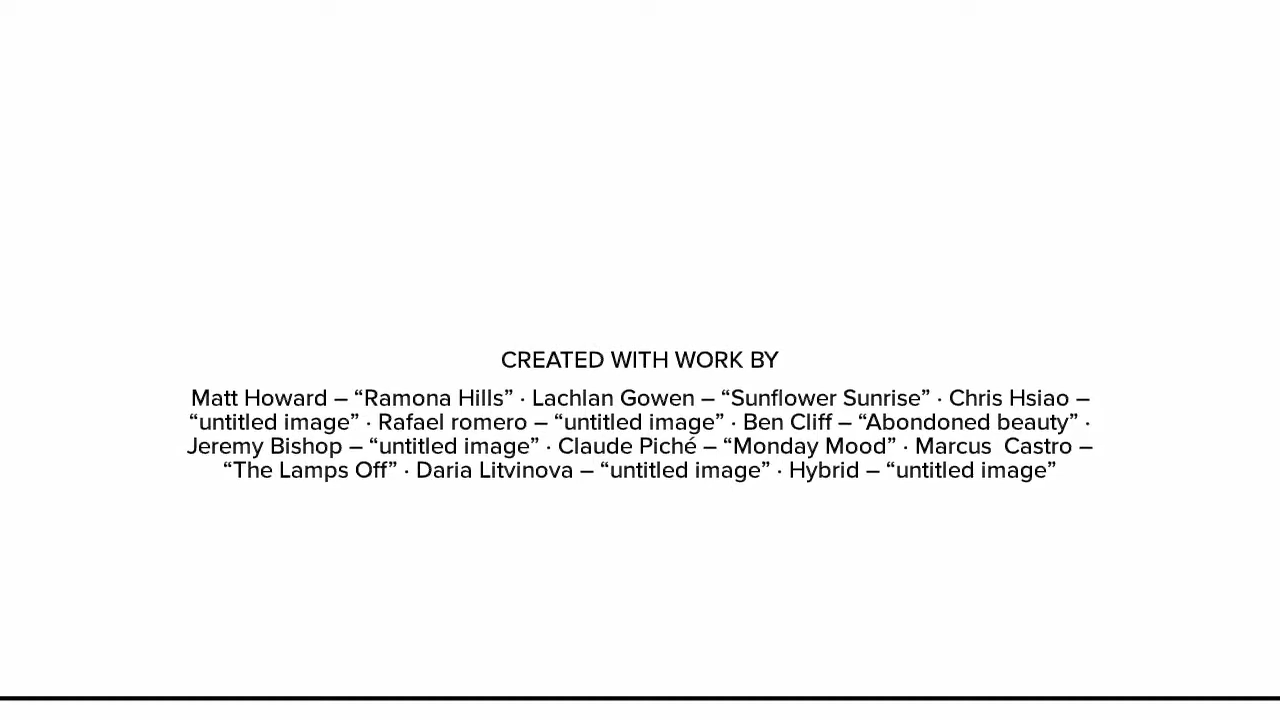 CREATED WITH WORK BY
Matt Howard – “Ramona Hills” · Lachlan Gowen – “Sunflower Sunrise” · Chris Hsiao –
“untitled image” · Rafael romero – “untitled image” · Ben Cliff – “Abondoned beauty” ·
Jeremy Bishop – “untitled image” · Claude Piché – “Monday Mood” · Marcus  Castro –
“The Lamps Off” · Daria Litvinova – “untitled image” · Hybrid – “untitled image”